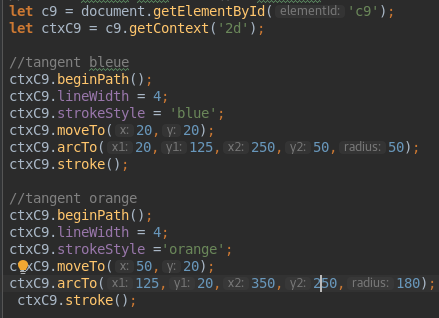 let c9 = document.getElementById( elementId: 'c9');
let ctxC9 = c9.getContext('2d');
//tangent bleue
ctxC9.beginPath();
ctxC9.lineWidth = 4;
ctxC9.strokeStyle = 'blue';
ctxC9.moveTo( x: 20, y: 20);
ctxC9.arcTo( x1: 20, y1: 125, x2: 250, y2: 50, radius: 50);
ctxC9.stroke();
//tangent orange
ctxC9.beginPath();
ctxC9.lineWidth = 4;
ctxC9.strokeStyle ='orange';
ctxC9.moveTo( x: 50, y: 20);
ctxC9.arcTo( x1: 125, y1: 20, x2: 350, y2: 250, radius: 180);
ctxC9.stroke();